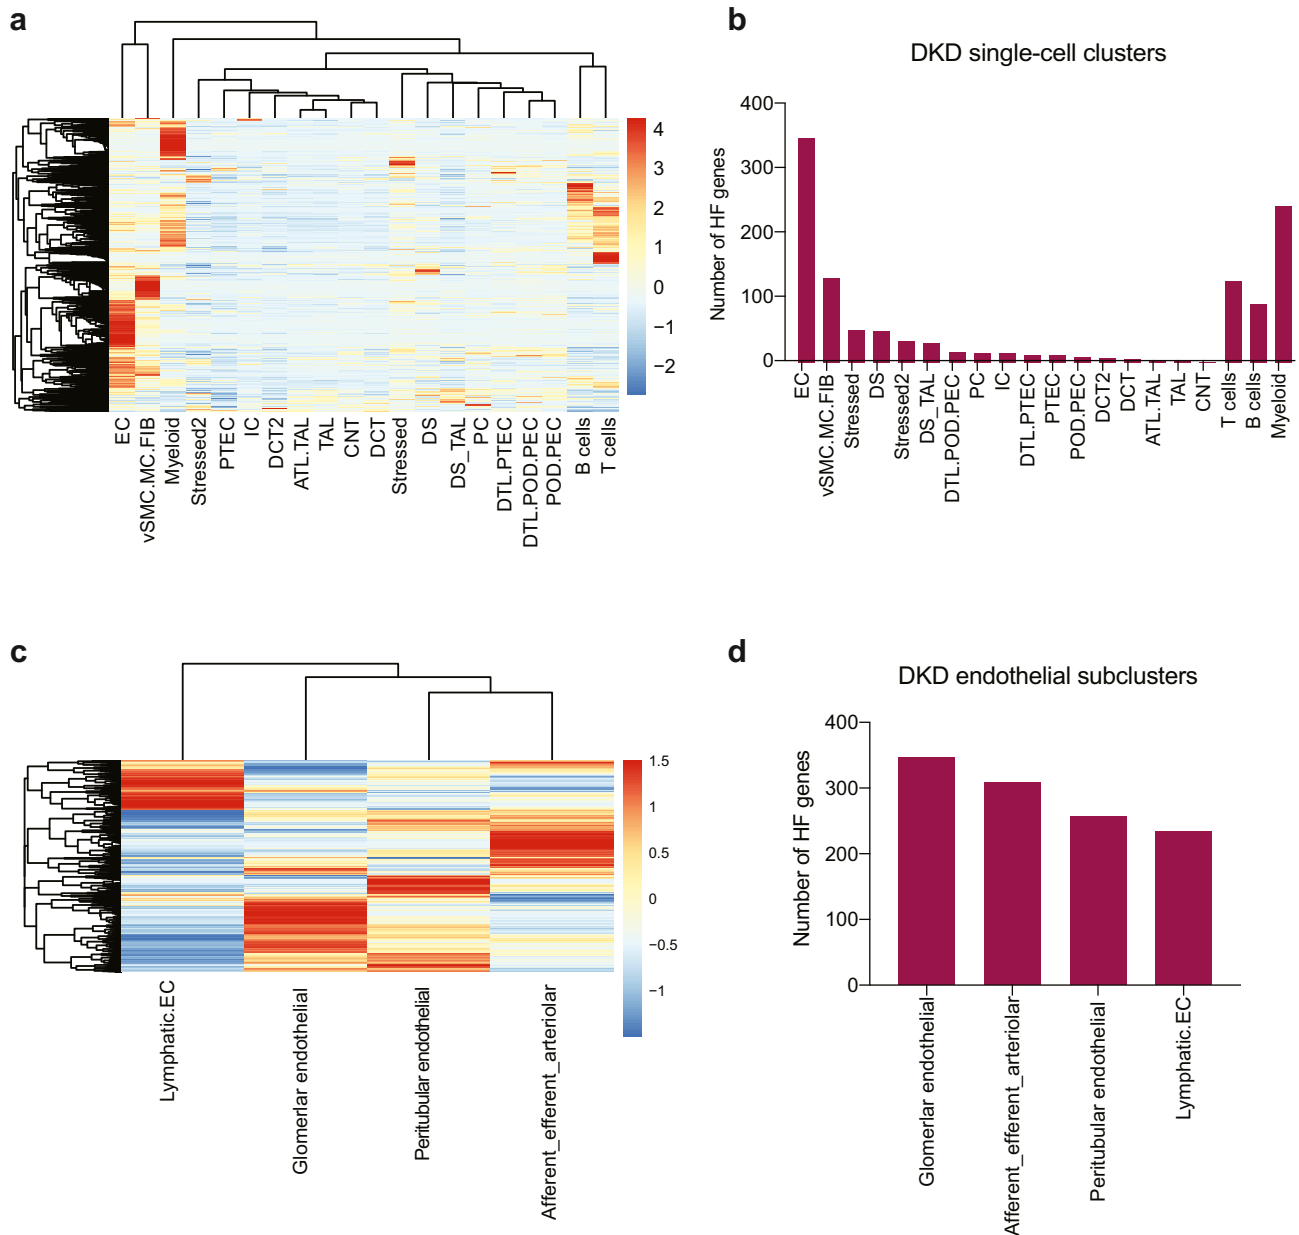 a
4
3
2
1
0
−1
−2
EC
vSMC.MC.FIB
Myeloid
Stressed2
PTEC
IC
DCT2
ATL.TAL
TAL
CNT
DCT
Stressed
DS
DS_TAL
PC
DTL.PTEC
DTL.POD.PEC
POD.PEC
B cells
T cells
b
DKD single-cell clusters
Number of HF genes
400
300
200
100
0
EC
vSMC.MC.FIB
Stressed
DS
Stressed2
DS_TAL
DTL.POD.PEC
PC
IC
DTL.PTEC
PTEC
POD.PEC
DCT2
DCT
ATL.TAL
TAL
CNT
T cells
B cells
Myeloid
c
1.5
1
0.5
0
−0.5
−1
Lymphatic.EC
Glomerlar endothelial
Peritubular endothelial
Afferent_efferent_arteriolar
d
DKD endothelial subclusters
Number of HF genes
400
300
200
100
0
Glomerlar endothelial
Afferent_efferent_arteriolar
Peritubular endothelial
Lymphatic.EC